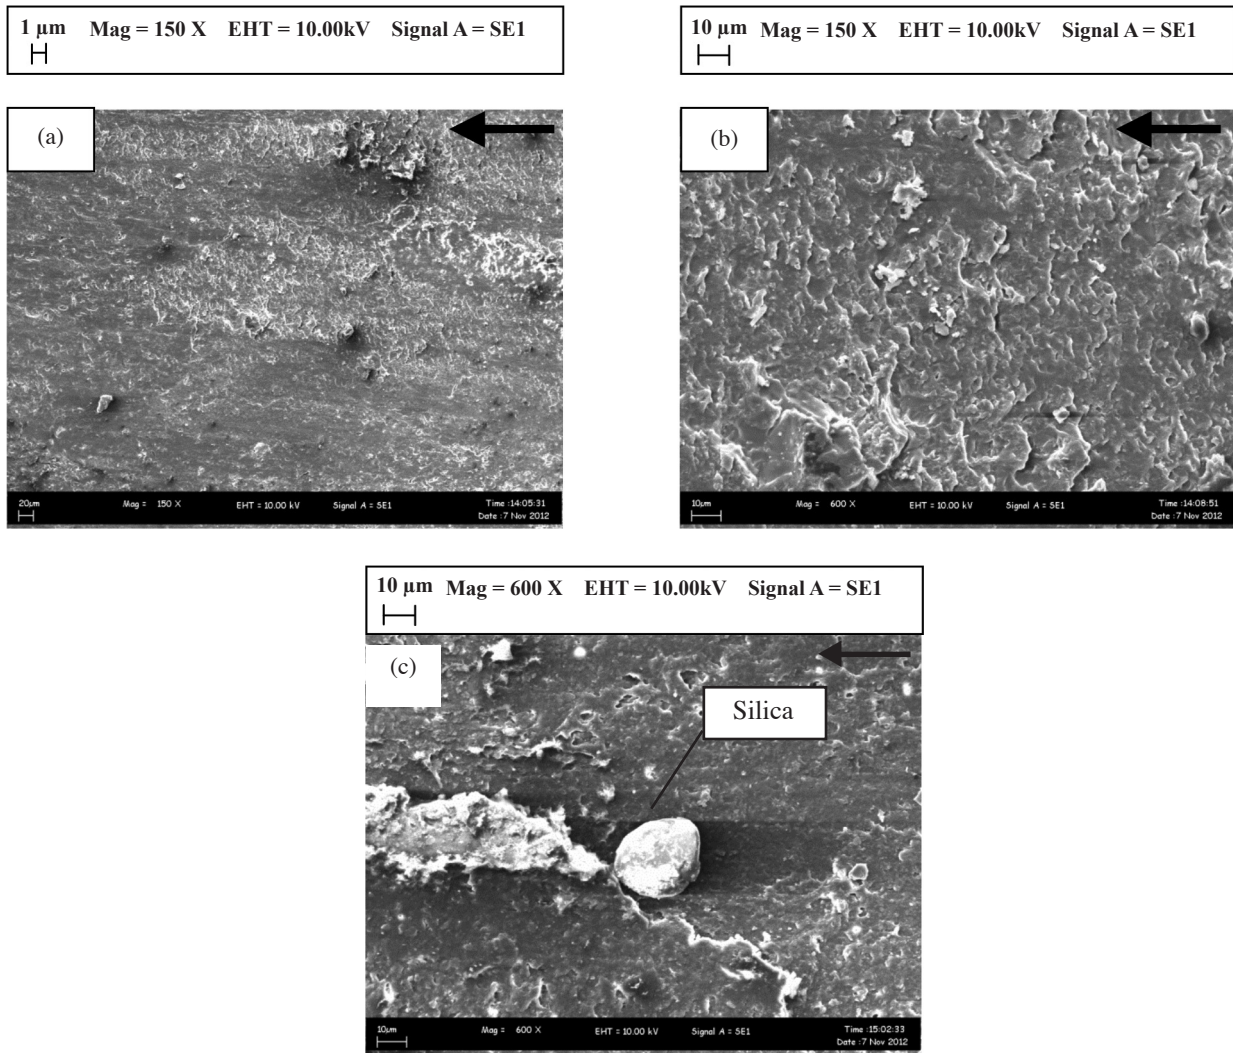 1 µm Mag = 150 X EHT = 10.00kV Signal A = SE1
10 µm Mag = 150 X EHT = 10.00kV Signal A = SE1
(a)
(b)
20µm Mag = 150 X EHT = 10.00 kV Signal A = SE1 Time :14:05:31
Date :7 Nov 2012
10µm Mag = 600 X EHT = 10.00 kV Signal A = SE1 Time :14:08:51
Date :7 Nov 2012
10 µm Mag = 600 X EHT = 10.00kV Signal A = SE1
(c)
Silica
10µm Mag = 600 X EHT = 10.00 kV Signal A = SE1 Time :15:02:33
Date :7 Nov 2012